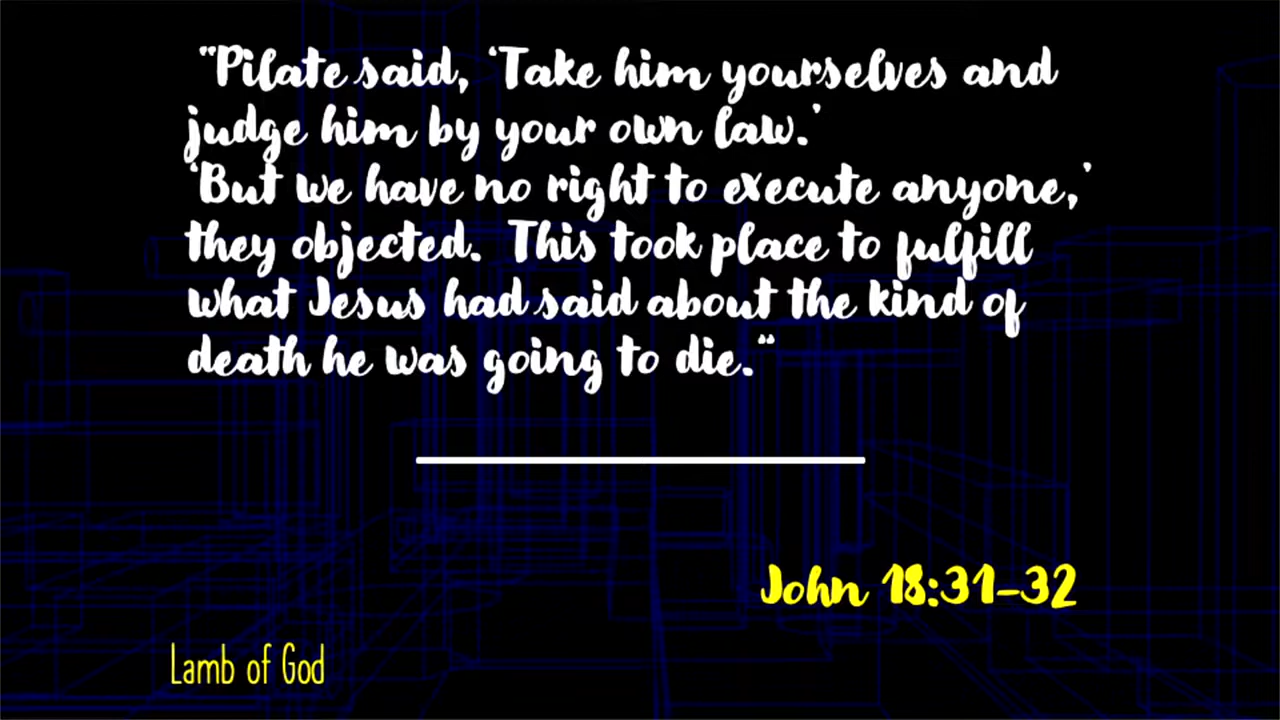 "Pilate said, 'Take him yourselves and
judge him by your own law.'
'But we have no right to execute anyone,'
they objected. This took place to fulfill
what Jesus had said about the kind of
death he was going to die."
John 18:31-32
Lamb of God